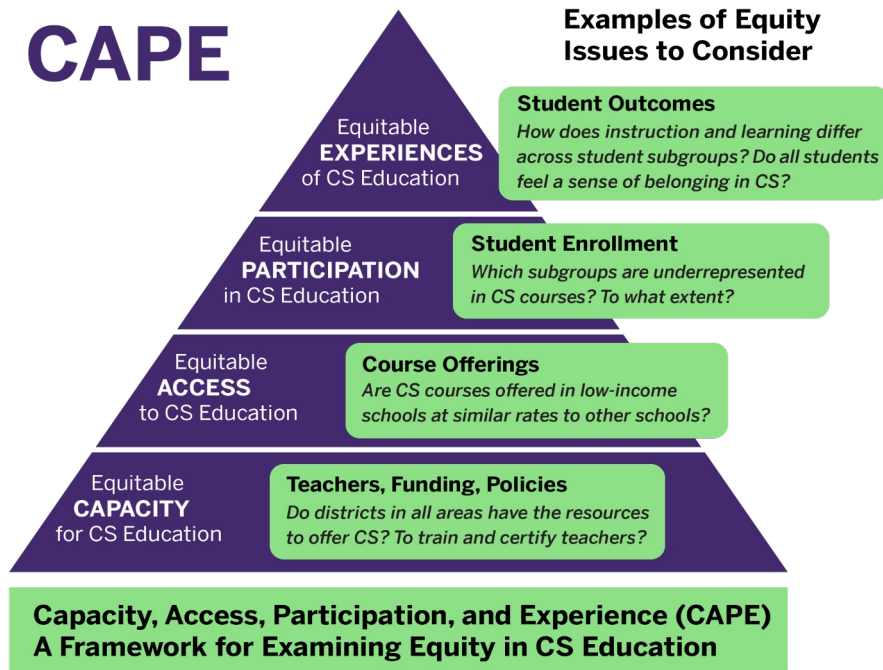 CAPE
Examples of Equity
Issues to Consider
Equitable
EXPERIENCES
of CS Education
Student Outcomes
How does instruction and learning differ
across student subgroups? Do all students
feel a sense of belonging in CS?
Equitable
PARTICIPATION
in CS Education
Student Enrollment
Which subgroups are underrepresented
in CS courses? To what extent?
Equitable
ACCESS
to CS Education
Course Offerings
Are CS courses offered in low-income
schools at similar rates to other schools?
Equitable
CAPACITY
for CS Education
Teachers, Funding, Policies
Do districts in all areas have the resources
to offer CS? To train and certify teachers?
Capacity, Access, Participation, and Experience (CAPE)
A Framework for Examining Equity in CS Education